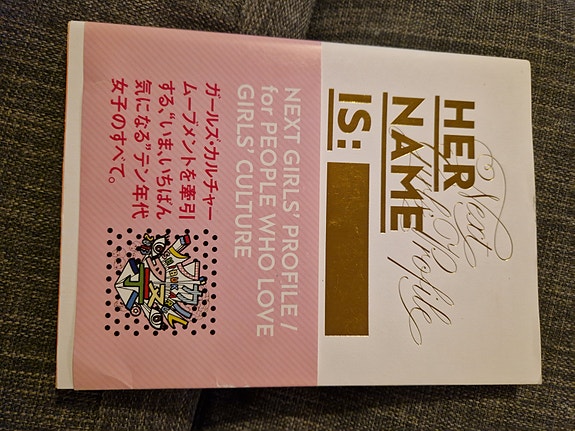 HER
NAME
IS:
Next
Girls' Profile
NEXT GIRLS' PROFILE /
for PEOPLE WHO LOVE
GIRLS' CULTURE
ガールズ・カルチャー
ムーブメントを牽引
する、“いま、いちばん
気になる”テン年代
女子のすべて。